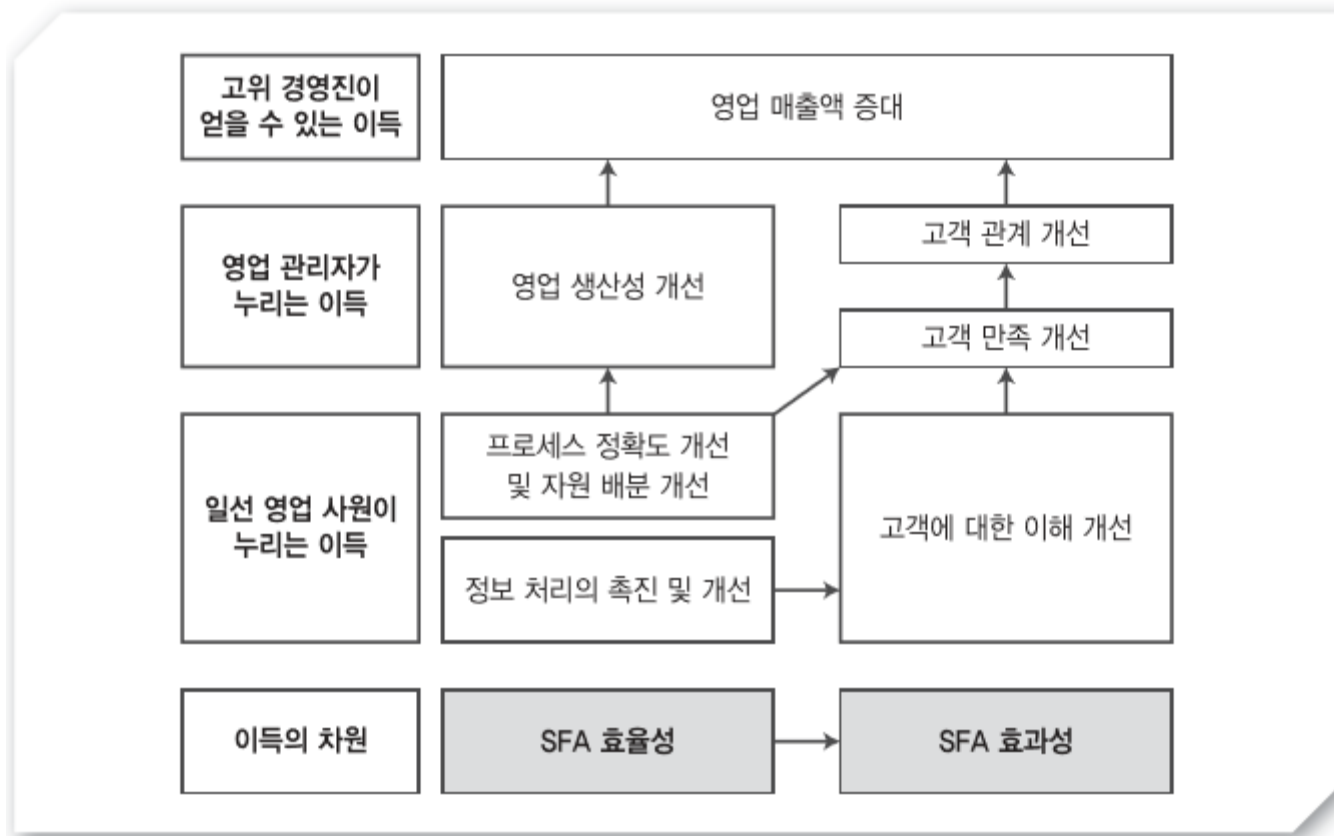 고위 경영진이
얻을 수 있는 이득
영업 매출액 증대
영업 관리자가
누리는 이득
영업 생산성 개선
고객 관계 개선
고객 만족 개선
일선 영업 사원이
누리는 이득
프로세스 정확도 개선
및 자원 배분 개선
정보 처리의 촉진 및 개선
고객에 대한 이해 개선
이득의 차원
SFA 효율성
SFA 효과성